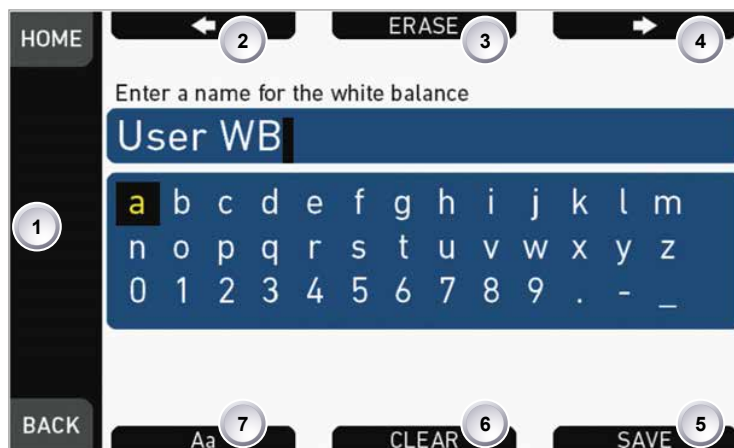 HOME
2
ERASE
3
4
Enter a name for the white balance
User WB
a b c d e f g h i j k l m
1
n o p q r s t u v w x y z
0 1 2 3 4 5 6 7 8 9 . - _
BACK
Aa
7
CLEAR
6
SAVE
5